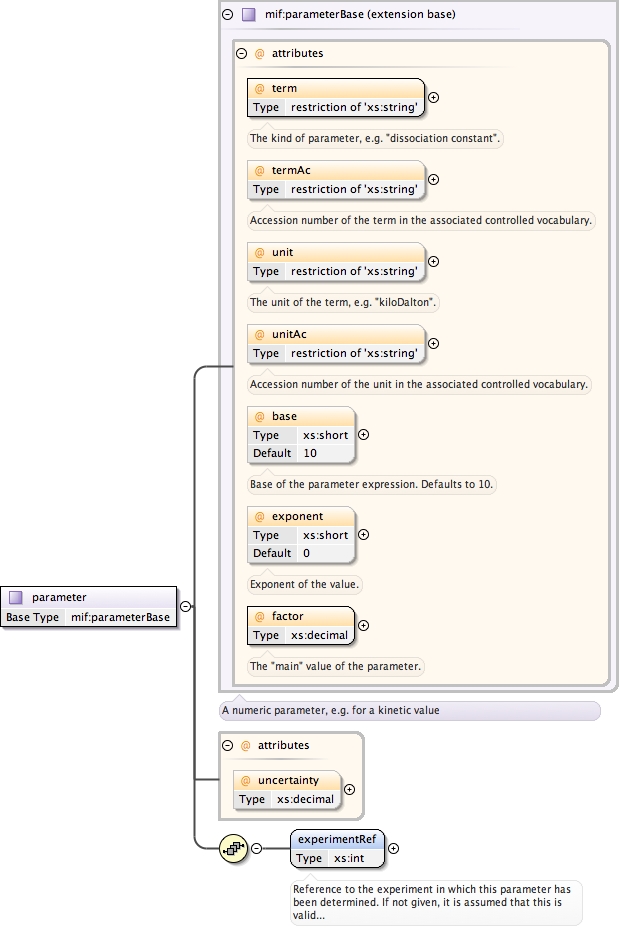 mif:parameterBase (extension base)
@ attributes
@ term
Type restriction of 'xs:string'
The kind of parameter, e.g. "dissociation constant".
@ termAc
Type restriction of 'xs:string'
Accession number of the term in the associated controlled vocabulary.
@ unit
Type restriction of 'xs:string'
The unit of the term, e.g. "kiloDalton".
@ unitAc
Type restriction of 'xs:string'
Accession number of the unit in the associated controlled vocabulary.
@ base
Type xs:short
Default 10
Base of the parameter expression. Defaults to 10.
@ exponent
Type xs:short
Default 0
Exponent of the value.
@ factor
Type xs:decimal
The "main" value of the parameter.
parameter
Base Type mif:parameterBase
A numeric parameter, e.g. for a kinetic value
@ attributes
@ uncertainty
Type xs:decimal
experimentRef
Type xs:int
Reference to the experiment in which this parameter has
been determined. If not given, it is assumed that this is
valid...